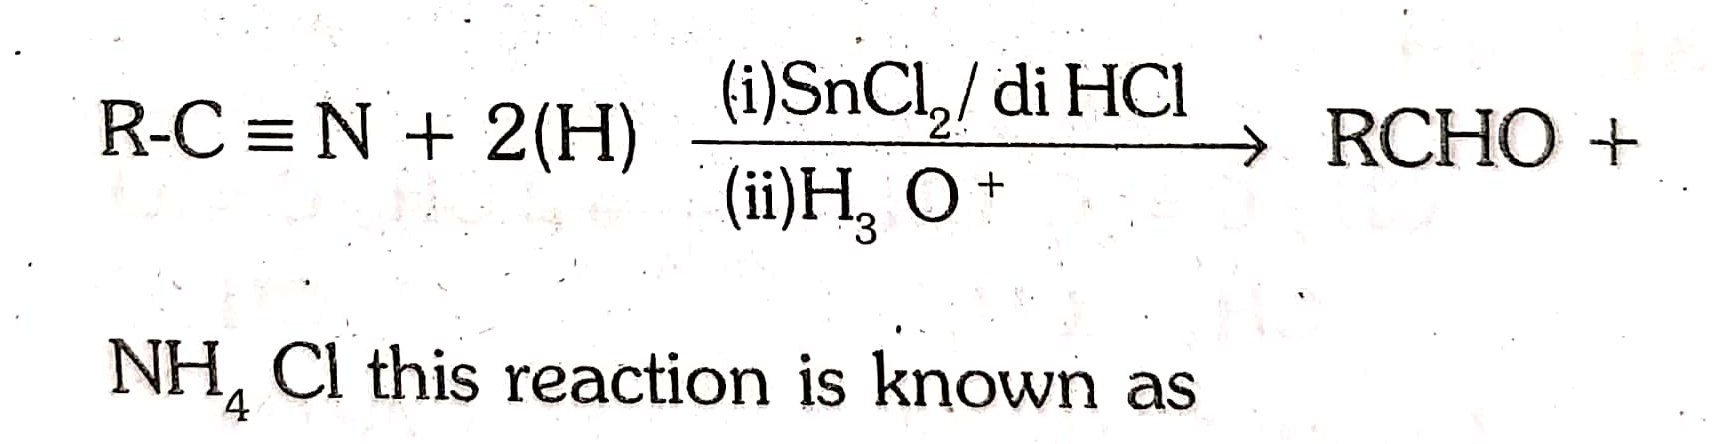 (i)SnCl₂/ di HCl
R-C ≡ N + 2(H) → RCHO +
(ii)H₃ O⁺
NH₄ Cl this reaction is known as